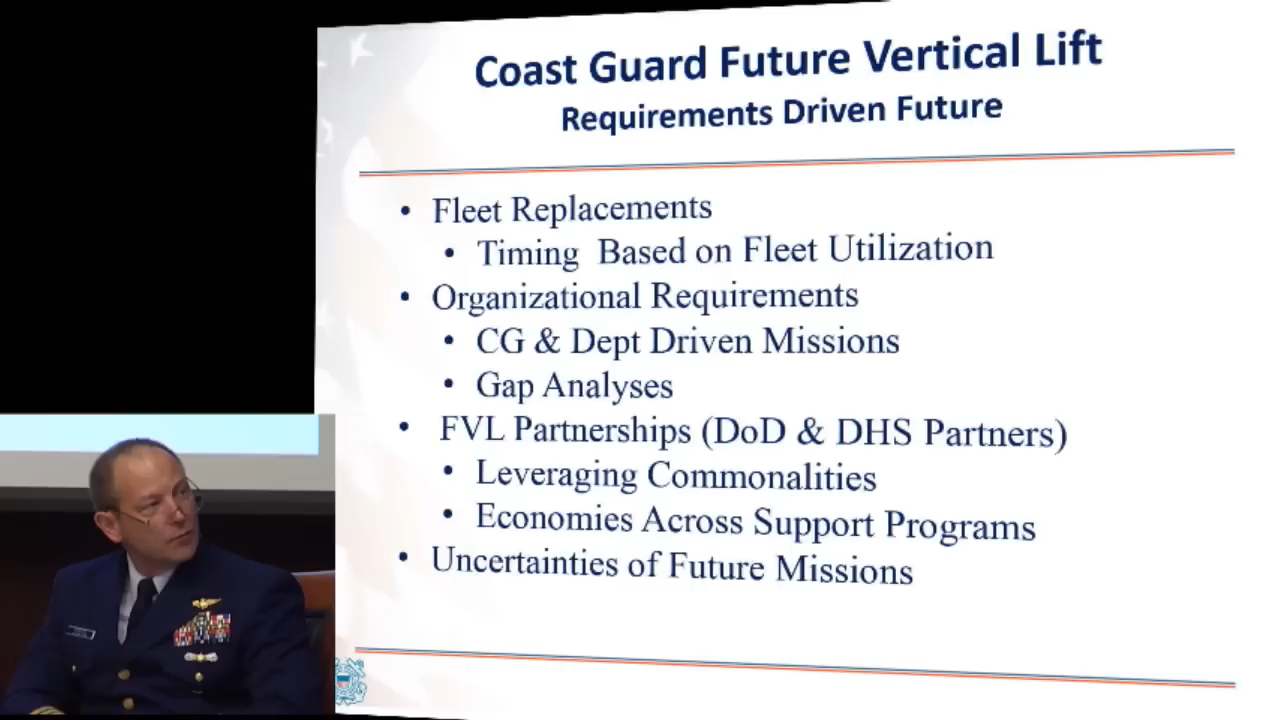 Coast Guard Future Vertical Lift
Requirements Driven Future
• Fleet Replacements
• Timing Based on Fleet Utilization
• Organizational Requirements
• CG & Dept Driven Missions
• Gap Analyses
• FVL Partnerships (DoD & DHS Partners)
• Leveraging Commonalities
• Economies Across Support Programs
• Uncertainties of Future Missions